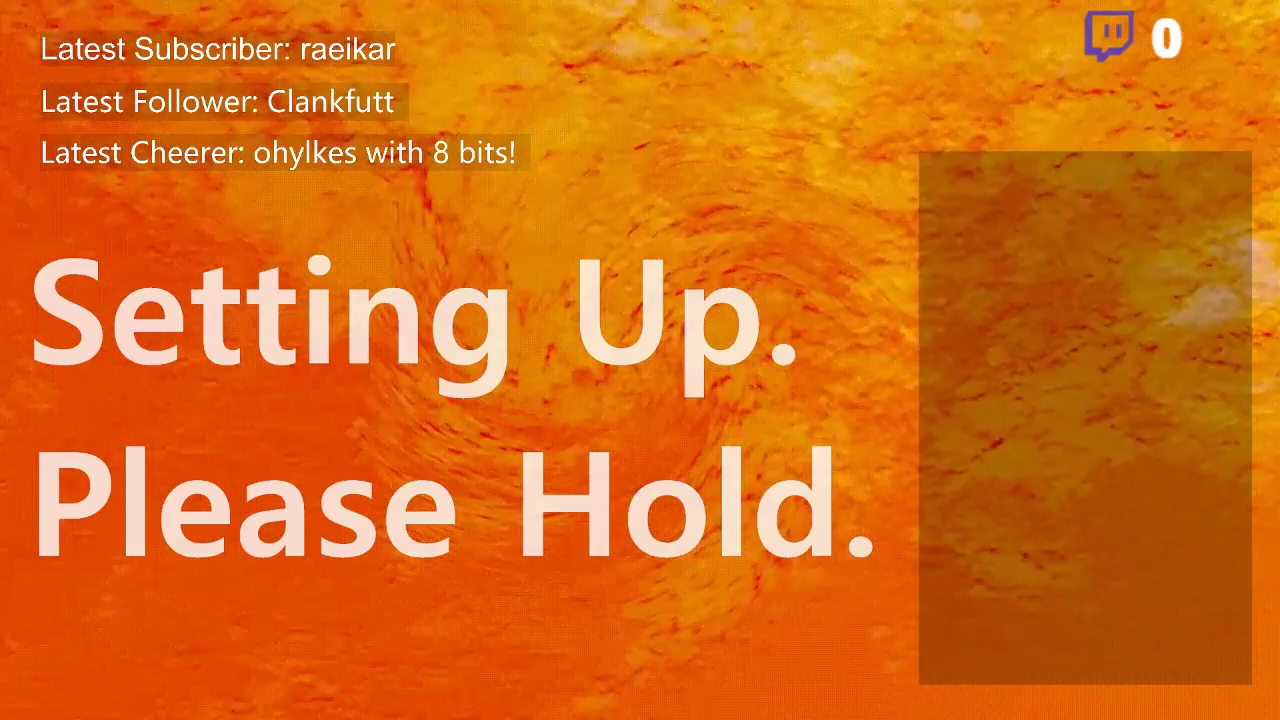 Latest Subscriber: raeikar
0
Latest Follower: Clankfutt
Latest Cheerer: ohylkes with 8 bits!
Setting Up.
Please Hold.